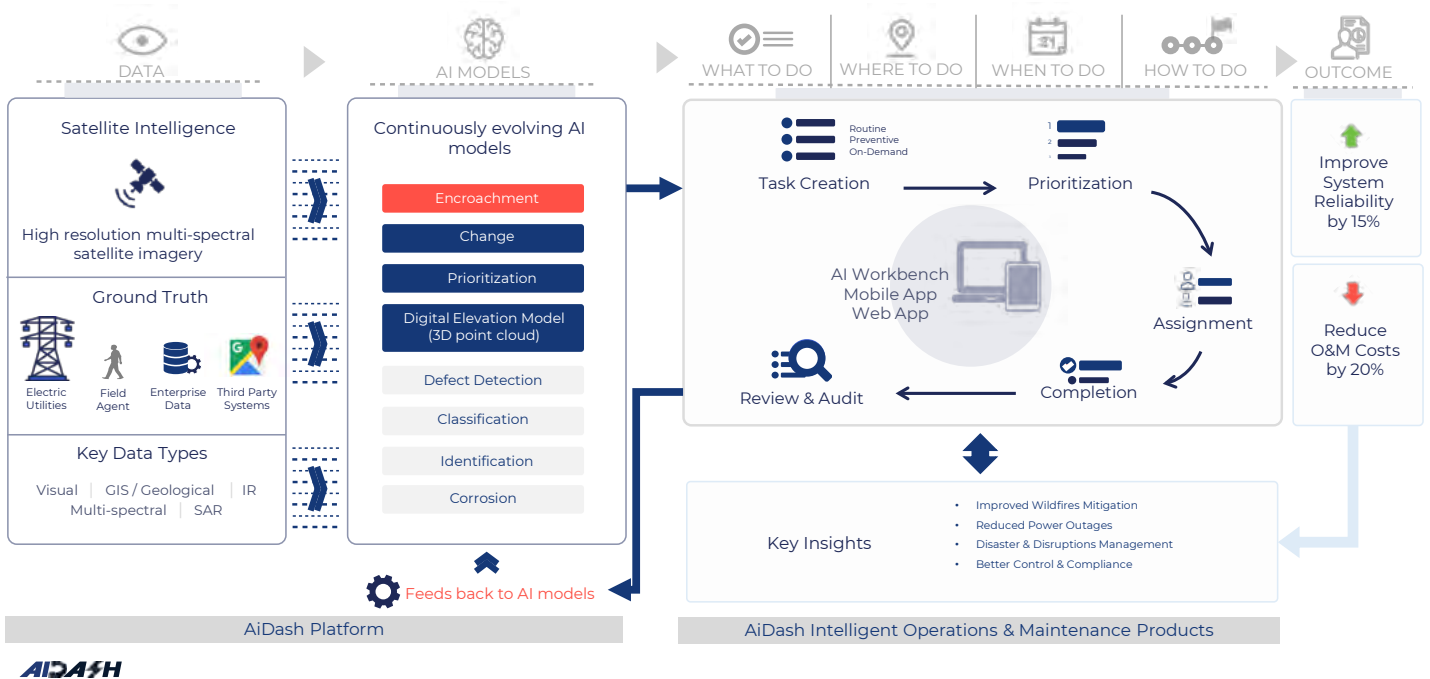 DATA
AI MODELS
WHAT TO DO
WHERE TO DO
WHEN TO DO
HOW TO DO
OUTCOME
31
Satellite Intelligence
High resolution multi-spectral
satellite imagery
Ground Truth
G
Electric
Utilities
Field
Agent
Enterprise
Data
Third Party
Systems
Key Data Types
Visual | GIS / Geological | IR
Multi-spectral | SAR
Continuously evolving AI
models
Encroachment
Change
Prioritization
Digital Elevation Model
(3D point cloud)
Defect Detection
Classification
Identification
Corrosion
Feeds back to AI models
Routine
Preventive
On-Demand
Task Creation
1
2
Prioritization
AI Workbench
Mobile App
Web App
Assignment
Completion
Review & Audit
Key Insights
• Improved Wildfires Mitigation
• Reduced Power Outages
• Disaster & Disruptions Management
• Better Control & Compliance
Improve
System
Reliability
by 15%
Reduce
O&M Costs
by 20%
AiDash Platform
AiDash Intelligent Operations & Maintenance Products
AIDASH